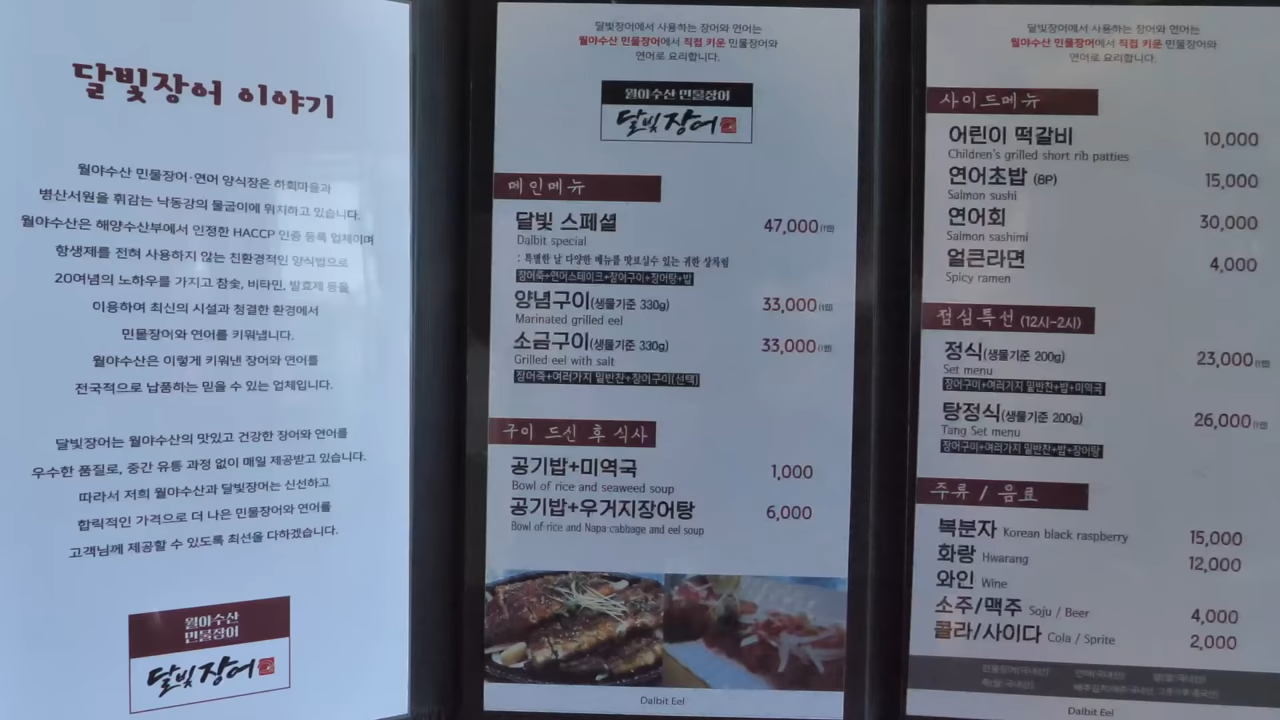 달빛장어 이야기
월야수산 민물장어·연어 양식장은 하회마을과
병산서원을 휘감는 낙동강의 물굽이에 위치하고 있습니다.
월야수산은 해양수산부에서 인정한 HACCP 인증 등록 업체이며
항생제를 전혀 사용하지 않는 친환경적인 양식법으로
20여년의 노하우를 가지고 참숯, 비타민, 발효제 등을
이용하여 최신의 시설과 청결한 환경에서
민물장어와 연어를 키워냅니다.
월야수산은 이렇게 키워낸 장어와 연어를
전국적으로 납품하는 믿을 수 있는 업체입니다.
달빛장어는 월야수산의 맛있고 건강한 장어와 연어를
우수한 품질로, 중간 유통 과정 없이 매일 제공받고 있습니다.
따라서 저희 월야수산과 달빛장어는 신선하고
합리적인 가격으로 더 나은 민물장어와 연어를
고객님께 제공할 수 있도록 최선을 다하겠습니다.
월야수산
민물장어
달빛장어
달빛장어에서 사용하는 장어와 연어는
월야수산 민물장어에서 직접 키운 민물장어와
연어로 요리합니다.
월야수산 민물장어
달빛장어
메인메뉴
달빛 스페셜 47,000(1인)
Dalbit special
: 특별한 날 다양한 메뉴를 맛보실수 있는 귀한 상차림
장어죽+연어스테이크+장어구이+장어탕+밥
양념구이(생물기준 330g) 33,000(1인)
Marinated grilled eel
소금구이(생물기준 330g) 33,000(1인)
Grilled eel with salt
장어죽+여러가지 밑반찬+장어구이(선택)
구이 드신 후 식사
공기밥+미역국 1,000
Bowl of rice and seaweed soup
공기밥+우거지장어탕 6,000
Bowl of rice and Napa cabbage and eel soup
Dalbit Eel
달빛장어에서 사용하는 장어와 연어는
월야수산 민물장어에서 직접 키운 민물장어와
연어로 요리합니다.
사이드메뉴
어린이 떡갈비 10,000
Children's grilled short rib patties
연어초밥 (8P) 15,000
Salmon sushi
연어회 30,000
Salmon sashimi
얼큰라면 4,000
Spicy ramen
점심특선 (12시-2시)
정식(생물기준 200g) 23,000(1인)
Set menu
장어구이+여러가지 밑반찬+밥+미역국
탕정식(생물기준 200g) 26,000(1인)
Tang Set menu
장어구이+여러가지 밑반찬+밥+장어탕
주류 / 음료
복분자 Korean black raspberry 15,000
화랑 Hwarang 12,000
와인 Wine
소주/맥주 Soju / Beer 4,000
콜라/사이다 Cola / Sprite 2,000
민물장어(국내산) 연어(국내산) 쌀(쌀:국내산)
Dalbit Eel